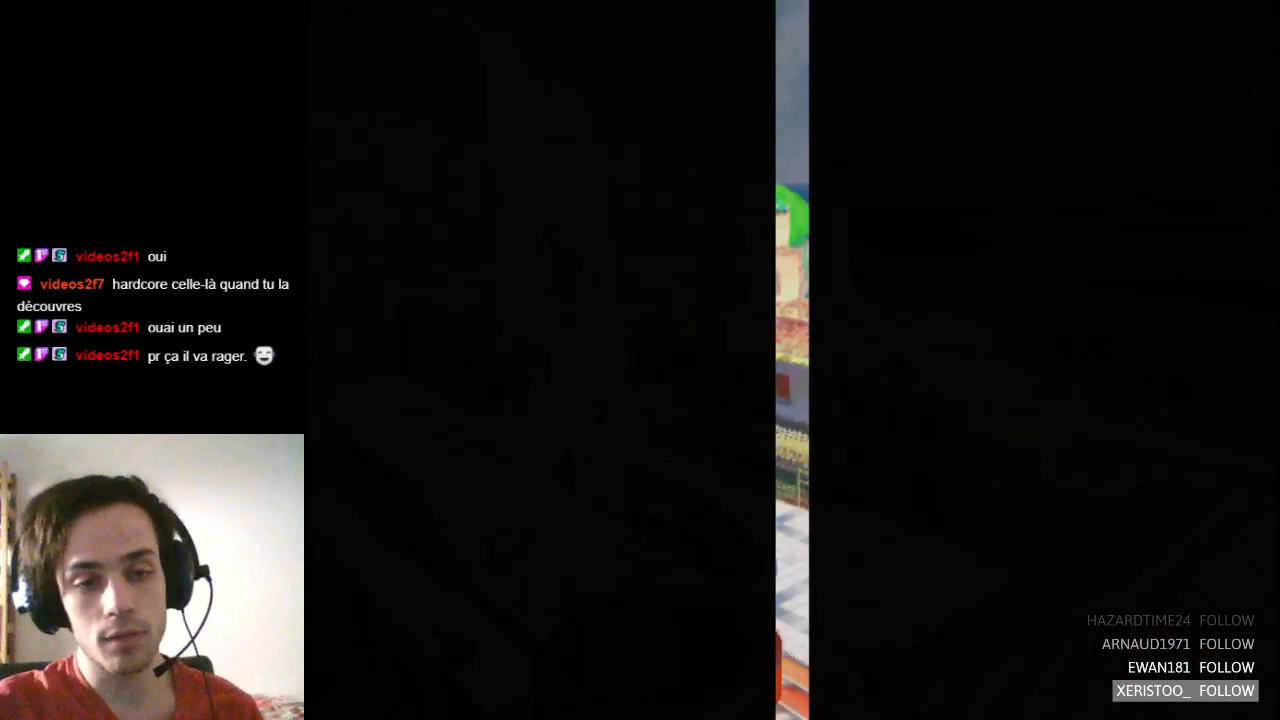 videos2f1 oui
videos2f7 hardcore celle-là quand tu la
découvres
videos2f1 ouai un peu
videos2f1 pr ça il va rager.
HAZARDTIME24 FOLLOW
ARNAUD1971 FOLLOW
EWAN181 FOLLOW
XERISTOO_ FOLLOW